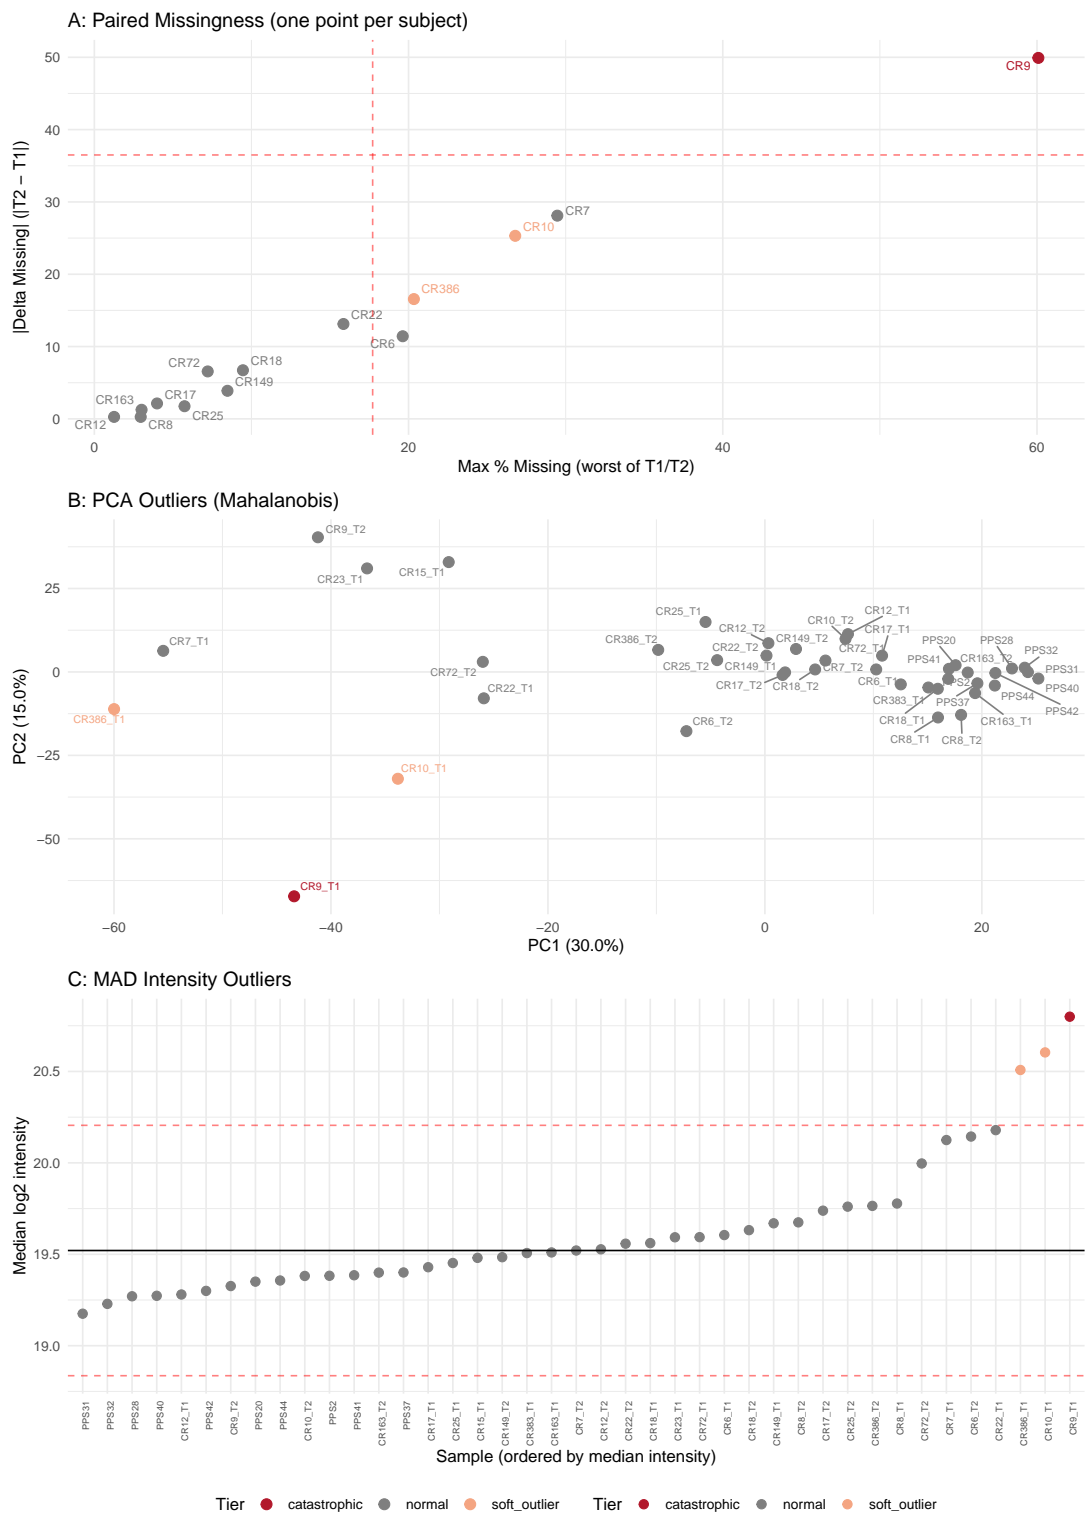 A: Paired Missingness (one point per subject)
50
40
30
20
10
0
|Delta Missing| (|T2 − T1|)
CR9
CR7
CR10
CR386
CR22
CR6
CR72
CR18
CR149
CR163
CR17
CR25
CR12
CR8
0
20
40
60
Max % Missing (worst of T1/T2)
B: PCA Outliers (Mahalanobis)
25
0
−25
−50
PC2 (15.0%)
CR9_T2
CR23_T1
CR15_T1
CR7_T1
CR386_T1
CR72_T2
CR22_T1
CR10_T1
CR9_T1
CR25_T1
CR386_T2
CR25_T2
CR6_T2
CR12_T2
CR22_T2
CR149_T1
CR17_T2
CR149_T2
CR18_T2
CR7_T2
CR10_T2
CR12_T1
CR17_T1
CR72_T1
CR6_T1
CR383_T1
CR18_T1
CR8_T1
CR8_T2
CR163_T1
CR163_T2
PPS20
PPS41
PPS37
PPS28
PPS32
PPS31
PPS40
PPS44
PPS42
−60
−40
−20
0
20
PC1 (30.0%)
C: MAD Intensity Outliers
20.5
20.0
19.5
19.0
Median log2 intensity
PPS31
PPS32
PPS28
PPS40
CR12_T1
PPS42
CR9_T2
PPS20
PPS44
CR10_T2
PPS2
PPS41
CR163_T2
PPS37
CR17_T1
CR25_T1
CR15_T1
CR149_T2
CR383_T1
CR163_T1
CR7_T2
CR12_T2
CR22_T2
CR18_T1
CR23_T1
CR72_T1
CR6_T1
CR18_T2
CR149_T1
CR8_T2
CR17_T2
CR25_T2
CR386_T2
CR8_T1
CR72_T2
CR7_T1
CR6_T2
CR22_T1
CR386_T1
CR10_T1
CR9_T1
Sample (ordered by median intensity)
Tier catastrophic normal soft_outlier Tier catastrophic normal soft_outlier